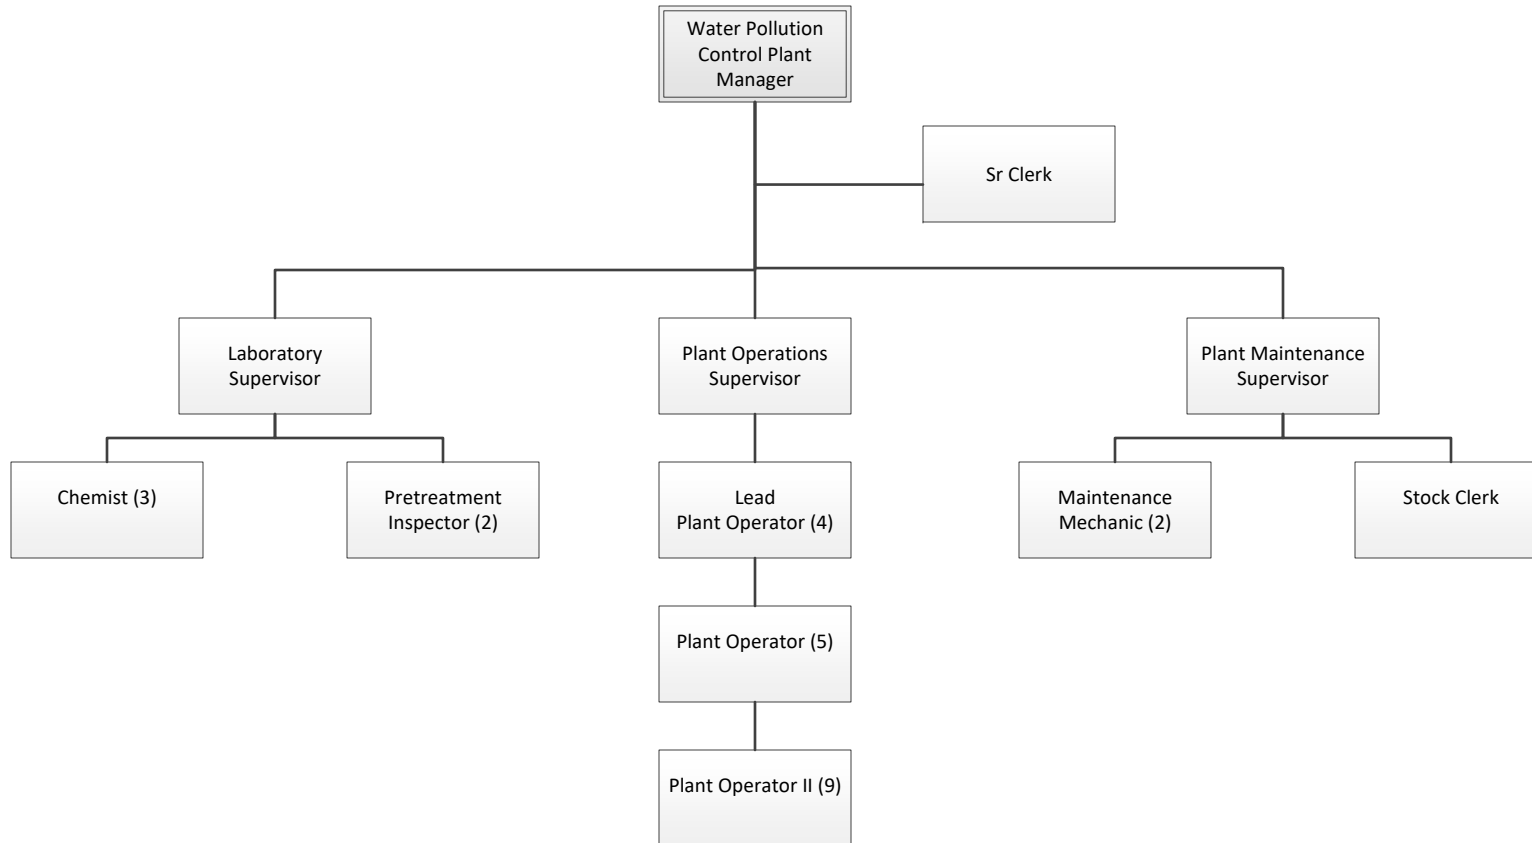 Water Pollution
Control Plant
Manager
Sr Clerk
Laboratory
Supervisor
Plant Operations
Supervisor
Plant Maintenance
Supervisor
Chemist (3)
Pretreatment
Inspector (2)
Lead
Plant Operator (4)
Maintenance
Mechanic (2)
Stock Clerk
Plant Operator (5)
Plant Operator II (9)